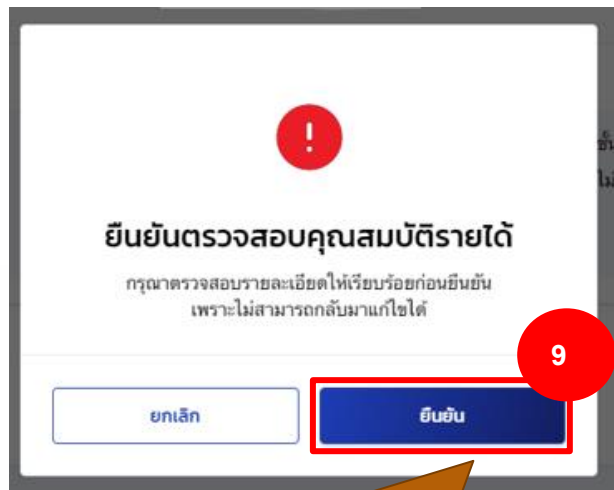 ยืนยันตรวจสอบคุณสมบัติรายได้
กรุณาตรวจสอบรายละเอียดให้เรียบร้อยก่อนยืนยัน
เพราะไม่สามารถกลับมาแก้ไขได้
9
ยกเลิก
ยืนยัน